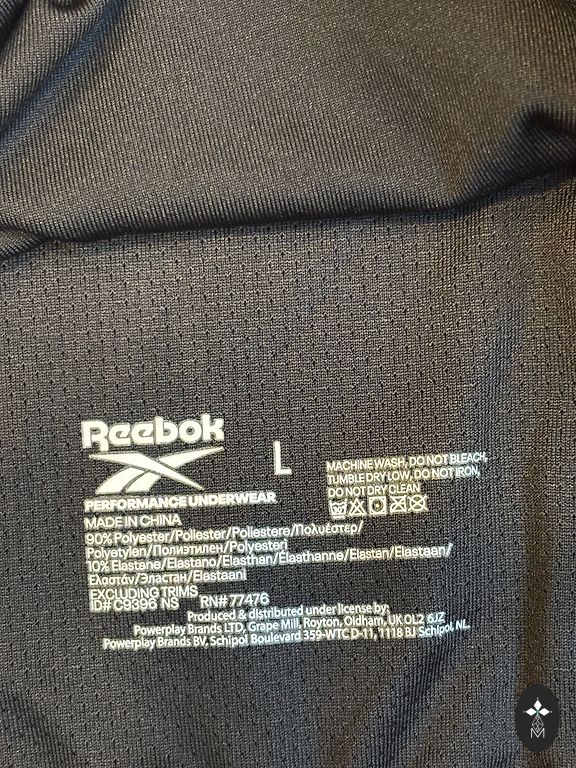 Reebok
L
PERFORMANCE UNDERWEAR
MADE IN CHINA
90% Polyester/Poliester/Poliestere/Πολυέστερ/
Polyetylen/Полиэтилен/Polyesteri
10% Elastane/Elastano/Elasthan/Élasthanne/Elastan/Elastaan/
Ελαστάν/Эластан/Elastaani
EXCLUDING TRIMS
ID# C9396 NS RN# 77476
MACHINE WASH, DO NOT BLEACH,
TUMBLE DRY LOW, DO NOT IRON,
DO NOT DRY CLEAN
Produced & distributed under license by:
Powerplay Brands LTD, Grape Mill, Royton, Oldham, UK OL2 6JZ
Powerplay Brands BV, Schipol Boulevard 359-WTC D-11, 1118 BJ Schipol, NL.
M